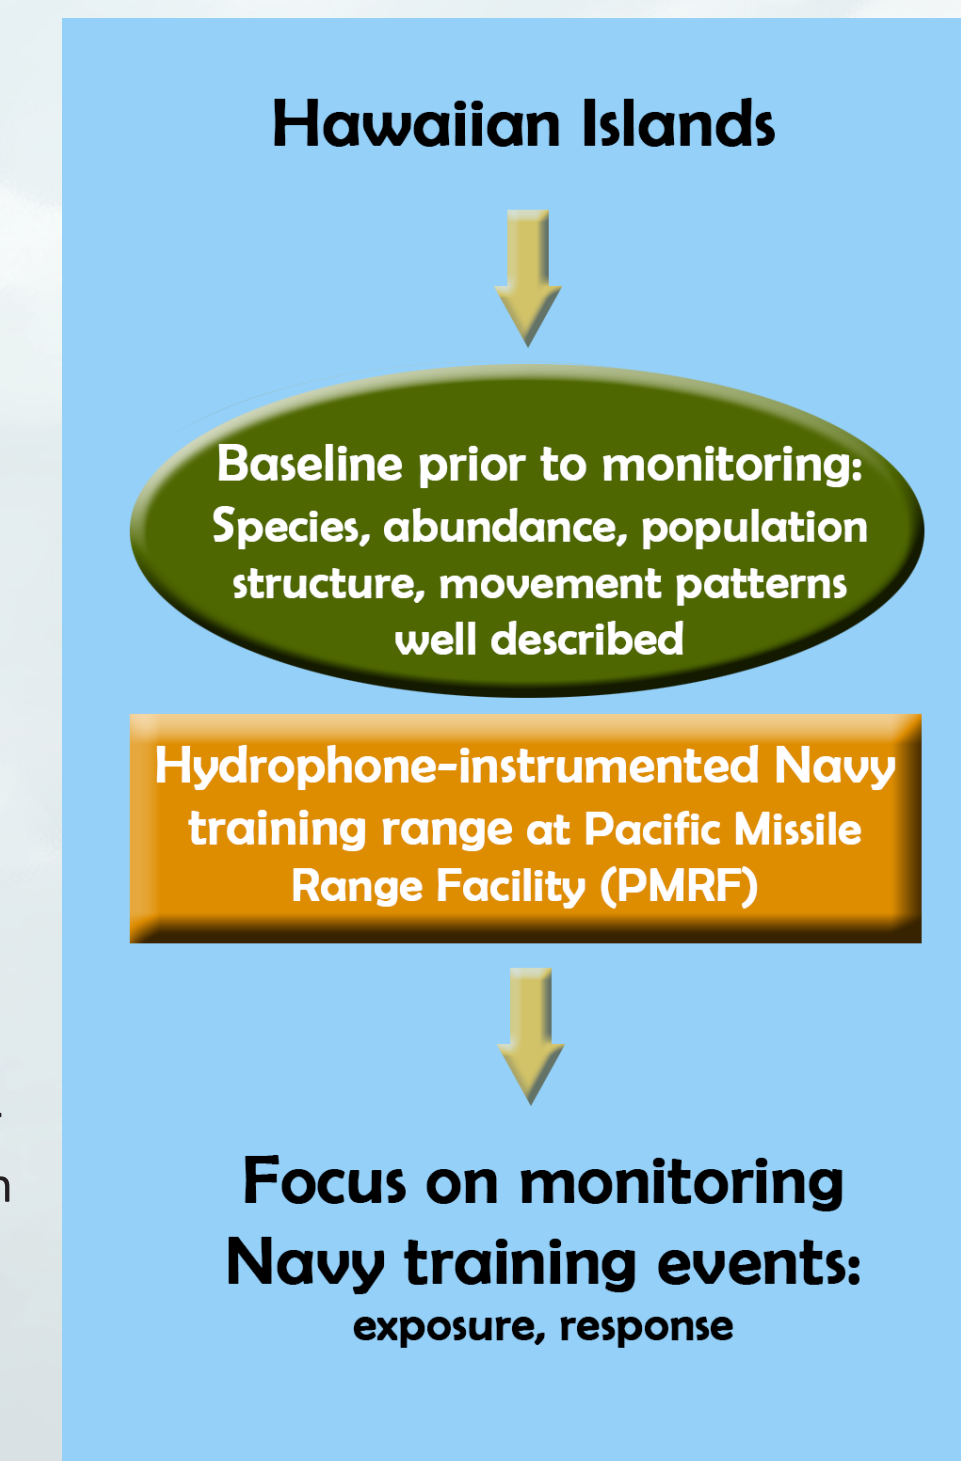 Hawaiian Islands
Baseline prior to monitoring:
Species, abundance, population
structure, movement patterns
well described
Hydrophone-instrumented Navy
training range at Pacific Missile
Range Facility (PMRF)
Focus on monitoring
Navy training events:
exposure, response